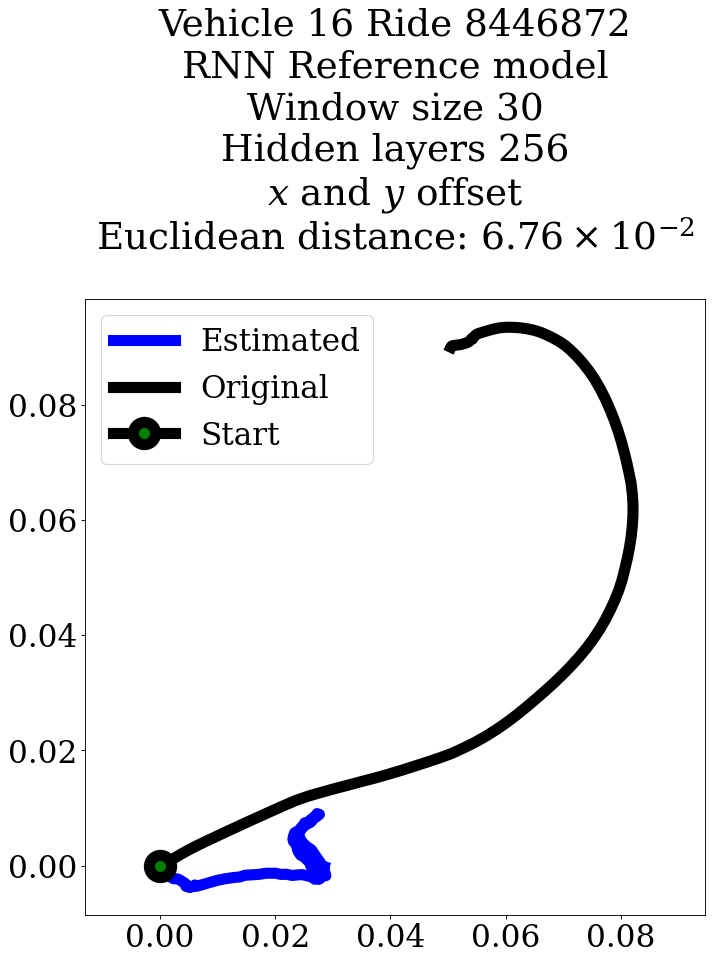 Vehicle 16 Ride 8446872
RNN Reference model
Window size 30
Hidden layers 256
x and y offset
Euclidean distance: 6.76 × 10⁻²
Estimated
Original
Start
0.08
0.06
0.04
0.02
0.00
0.00 0.02 0.04 0.06 0.08